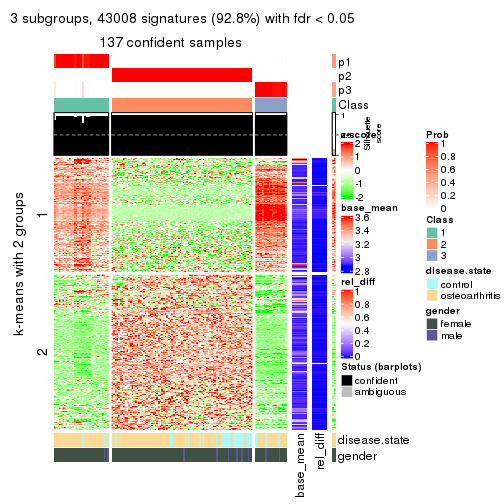 3 subgroups, 43008 signatures (92.8%) with fdr < 0.05
137 confident samples
p1
p2
p3
Class
1
Silhouette
score
k-means with 2 groups
1
2
z-score
2
1
0
-1
-2
base_mean
3.6
3.4
3.2
3
2.8
rel_diff
1
0.8
0.6
0.4
0.2
0
Status (barplots)
confident
ambiguous
Prob
1
0.8
0.6
0.4
0.2
0
Class
1
2
3
disease.state
control
osteoarthritis
gender
female
male
disease.state
gender
base_mean
rel_diff